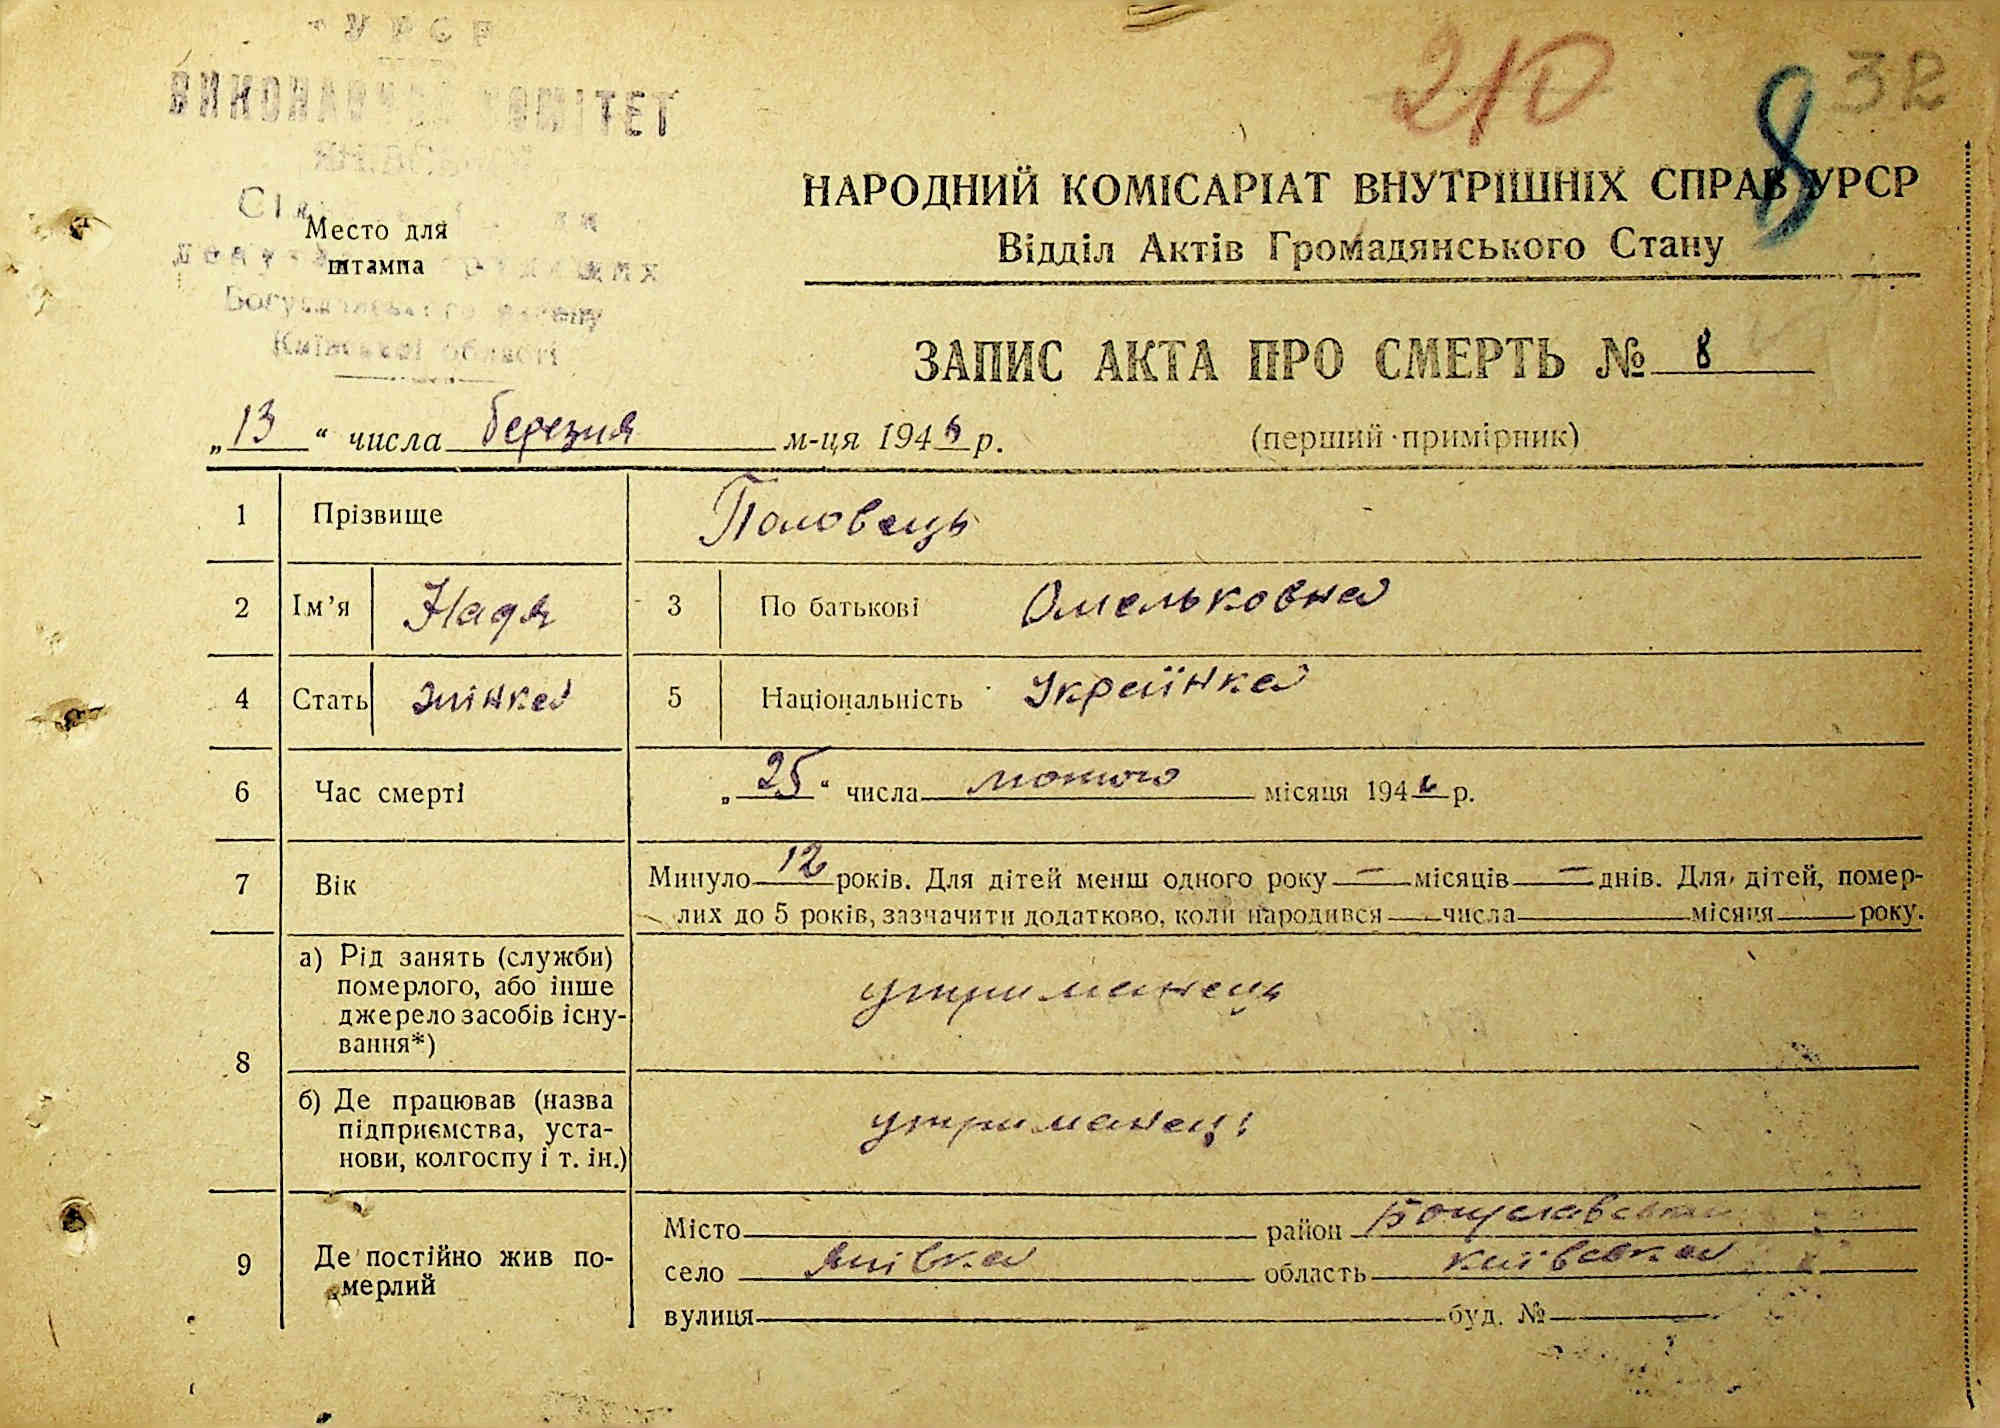 УРСР
ВИКОНАВЧИЙ КОМІТЕТ
210
8
32
Место для
штампа
Богуславського району
Київської області
НАРОДНИЙ КОМІСАРІАТ ВНУТРІШНІХ СПРАВ УРСР
Відділ Актів Громадянського Стану
ЗАПИС АКТА ПРО СМЕРТЬ № 8
„13“ числа березня м-ця 194 р.
(перший примірник)
1 Прізвище Половець
2 Ім’я Надя 3 По батькові Омельковна
4 Стать жінка 5 Національність Українка
6 Час смерті „25“ числа лютого місяця 194 р.
7 Вік Минуло 12 років. Для дітей менш одного року — місяців — днів. Для дітей, помер-
лих до 5 років, зазначити додатково, коли народився числа місяця року.
8 а) Рід занять (служби)
померлого, або інше
джерело засобів існу-
вання*)
утриманець
б) Де працював (назва
підприємства, уста-
нови, колгоспу і т. ін.)
утриманець
9 Де постійно жив по-
мерлий
Місто район Богуславський
село Янівка область київська
вулиця буд. №